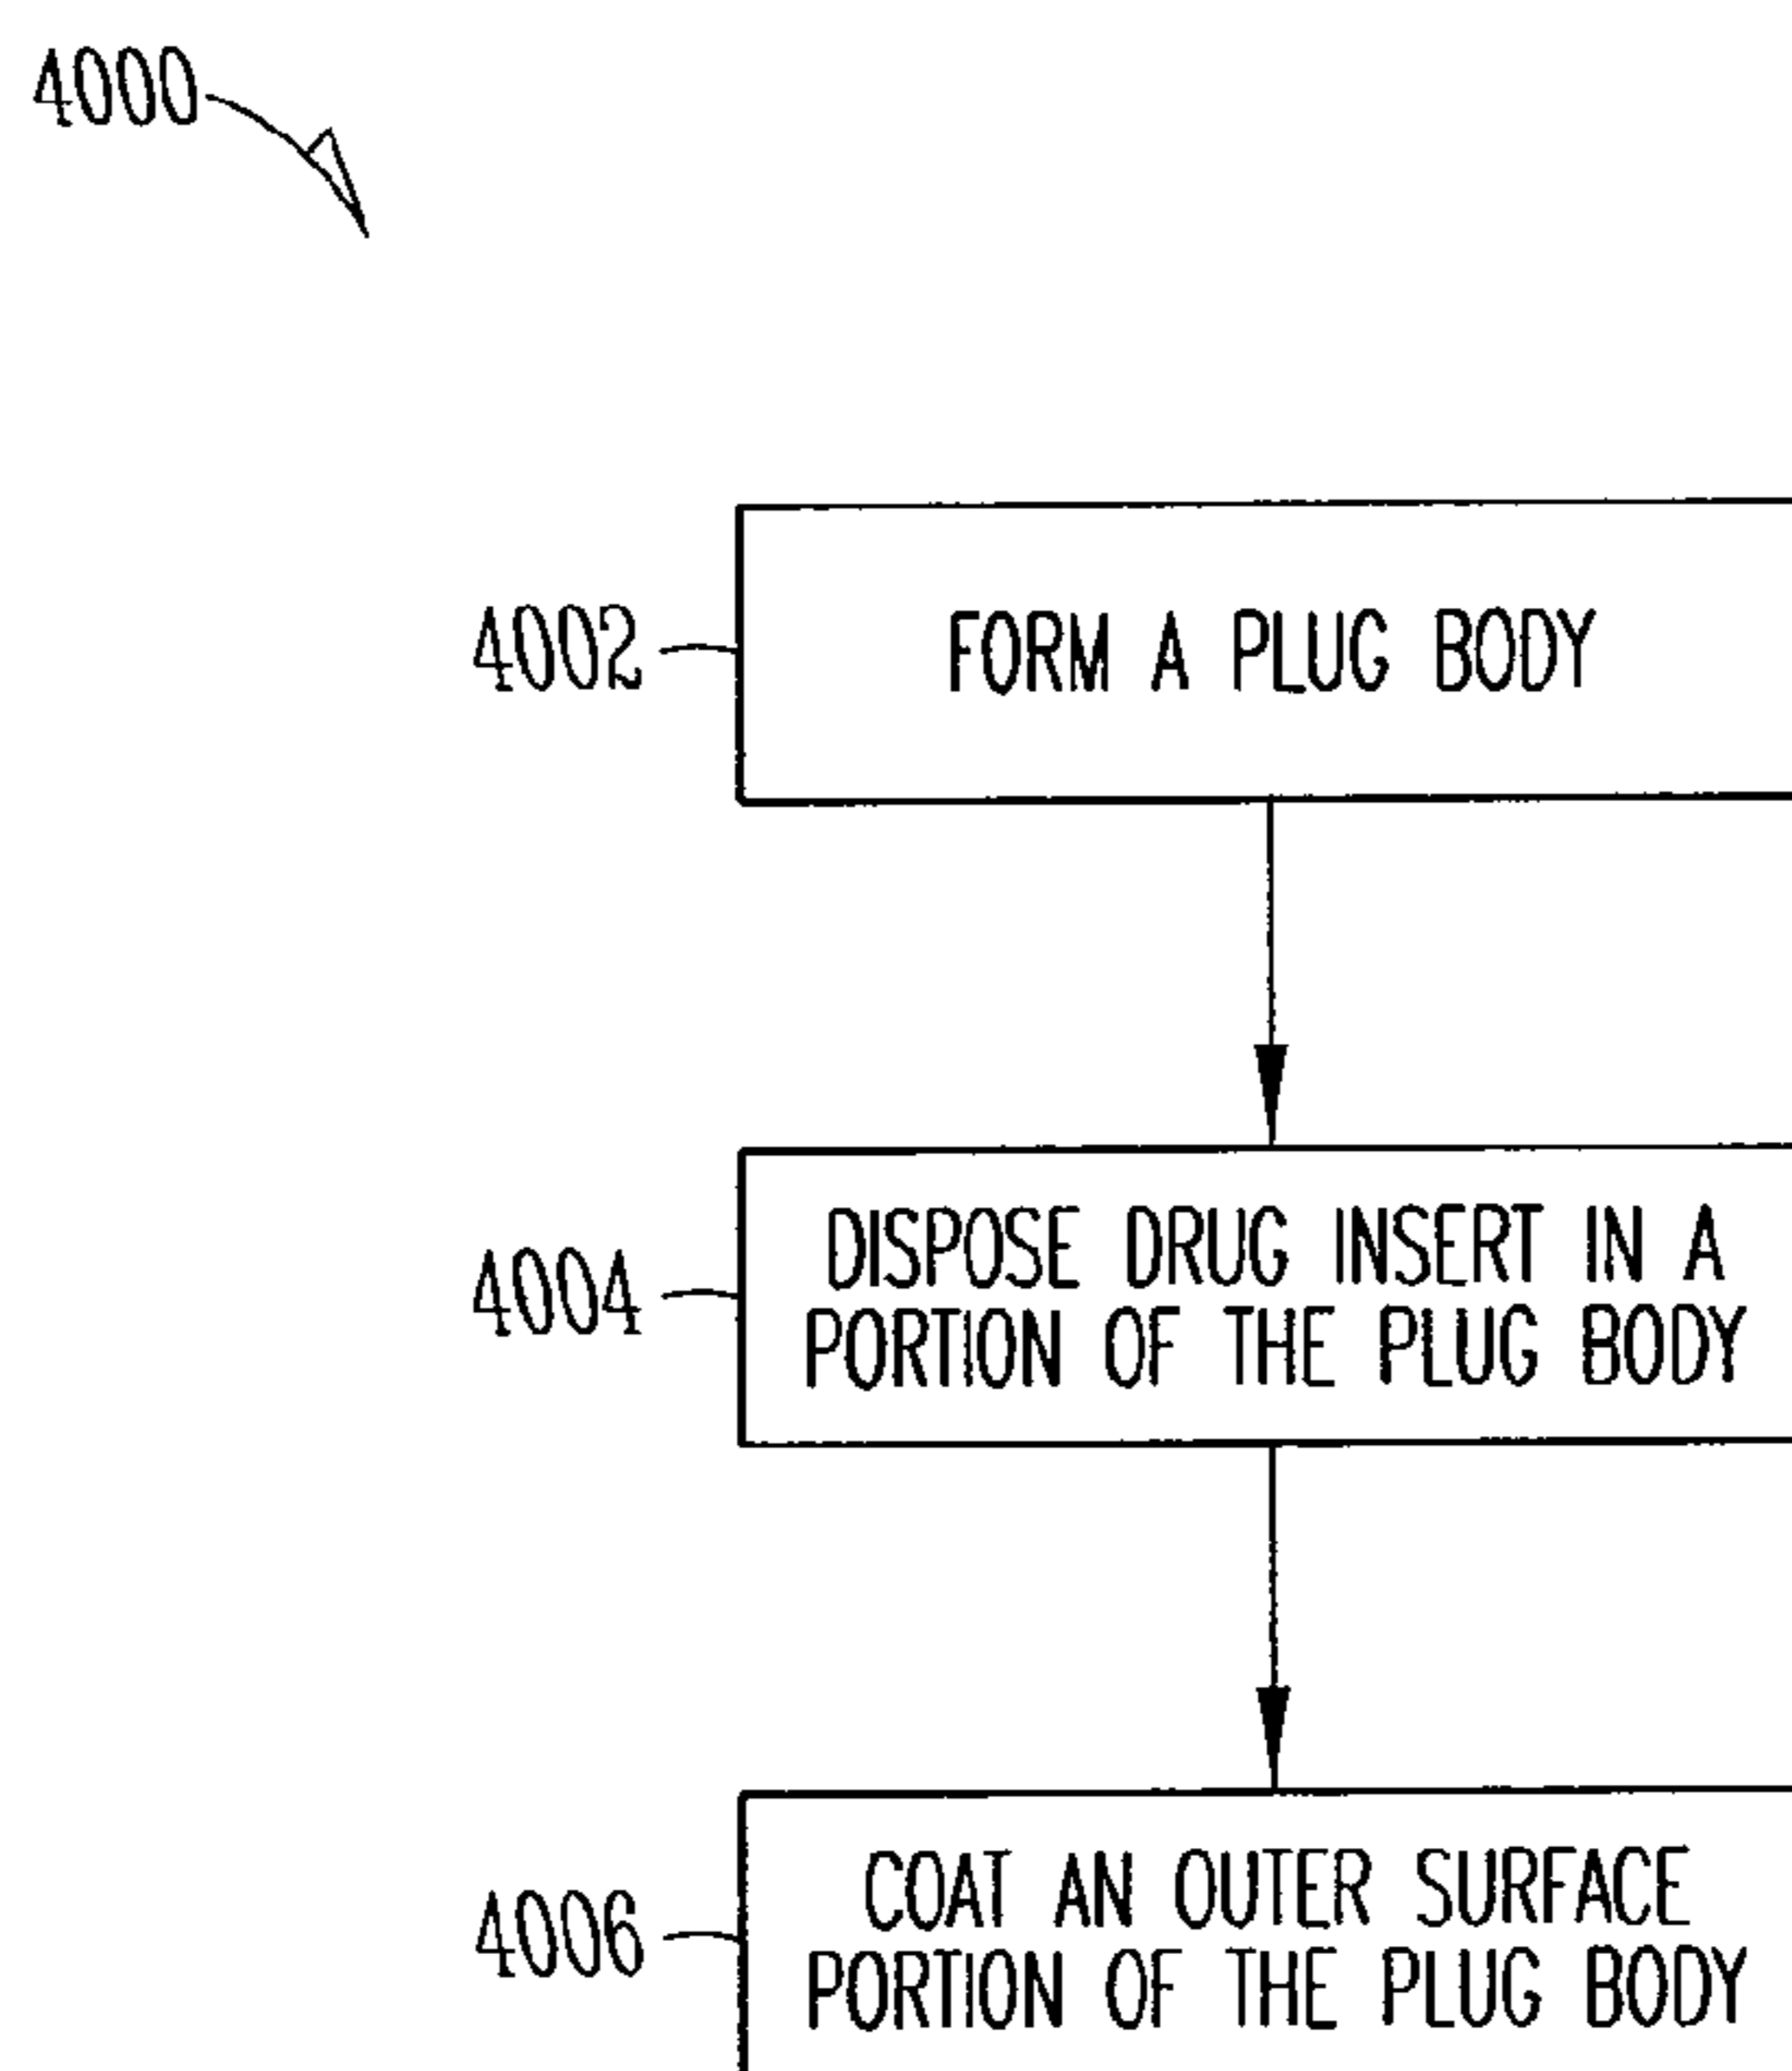 4000
4002
FORM A PLUG BODY
4004
DISPOSE DRUG INSERT IN A
PORTION OF THE PLUG BODY
4006
COAT AN OUTER SURFACE
PORTION OF THE PLUG BODY